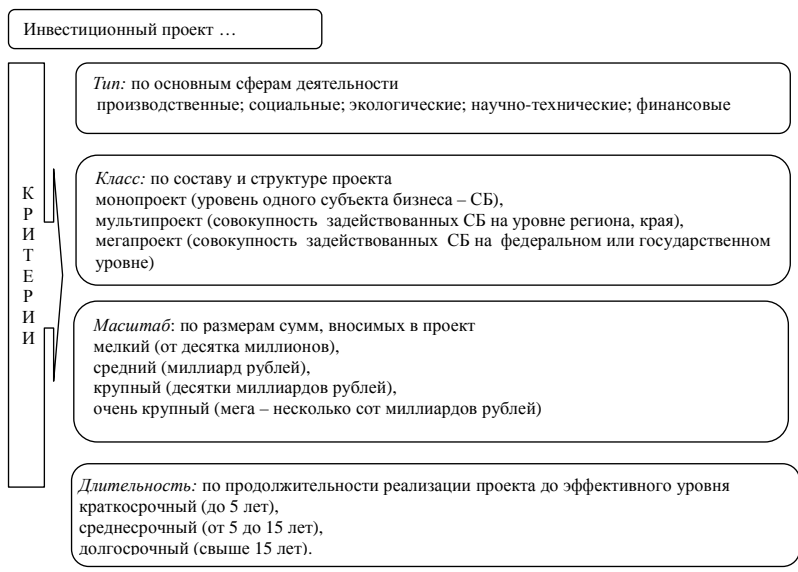 Инвестиционный проект …
КРИТЕРИИ
Тип: по основным сферам деятельности
производственные; социальные; экологические; научно-технические; финансовые
Класс: по составу и структуре проекта
монопроект (уровень одного субъекта бизнеса – СБ),
мультипроект (совокупность задействованных СБ на уровне региона, края),
мегапроект (совокупность задействованных СБ на федеральном или государственном
уровне)
Масштаб: по размерам сумм, вносимых в проект
мелкий (от десятка миллионов),
средний (миллиард рублей),
крупный (десятки миллиардов рублей),
очень крупный (мега – несколько сот миллиардов рублей)
Длительность: по продолжительности реализации проекта до эффективного уровня
краткосрочный (до 5 лет),
среднесрочный (от 5 до 15 лет),
долгосрочный (свыше 15 лет).